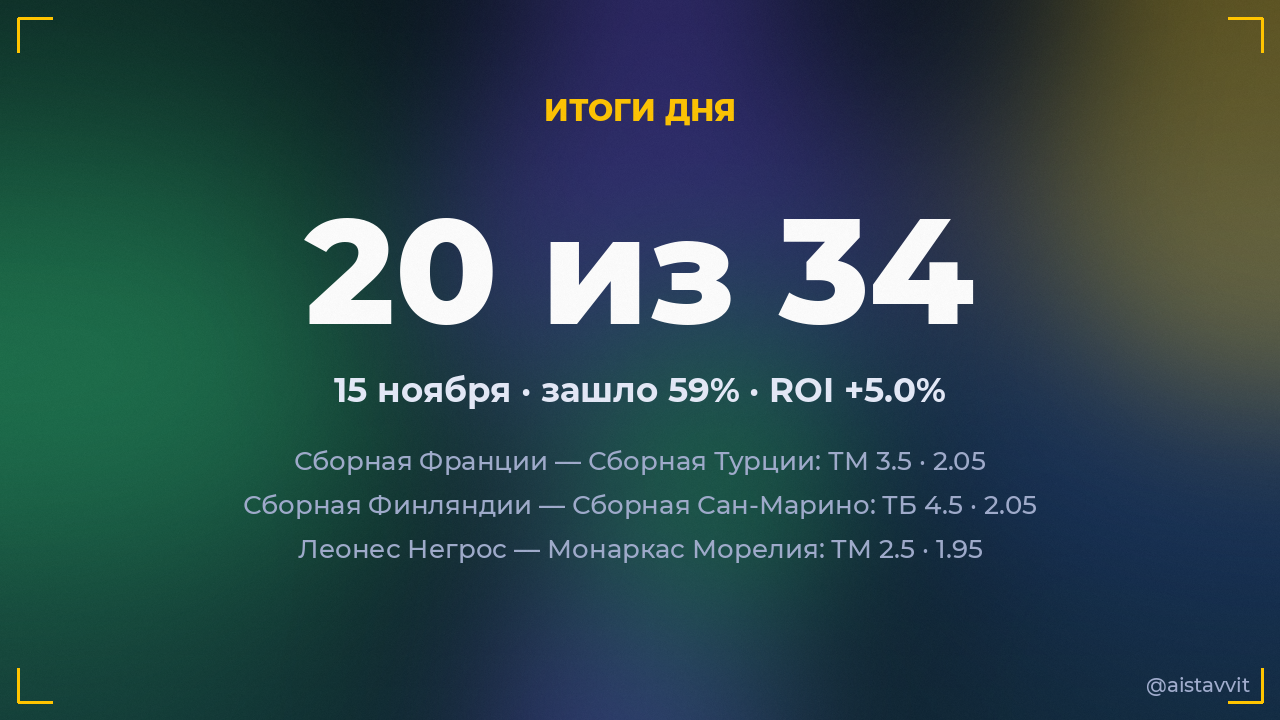 ИТОГИ ДНЯ
20 из 34
15 ноября · зашло 59% · ROI +5.0%
Сборная Франции — Сборная Турции: ТМ 3.5 · 2.05
Сборная Финляндии — Сборная Сан-Марино: ТБ 4.5 · 2.05
Леонес Негрос — Монаркас Морелия: ТМ 2.5 · 1.95
@aistavvit